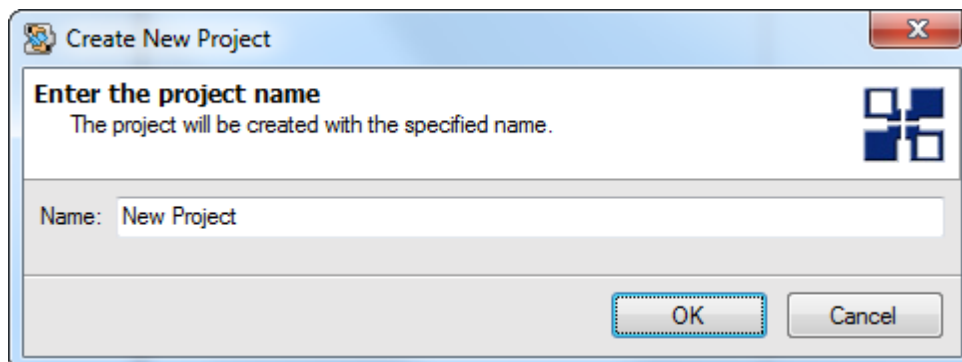 Create New Project
Enter the project name
The project will be created with the specified name.
Name: New Project
OK Cancel